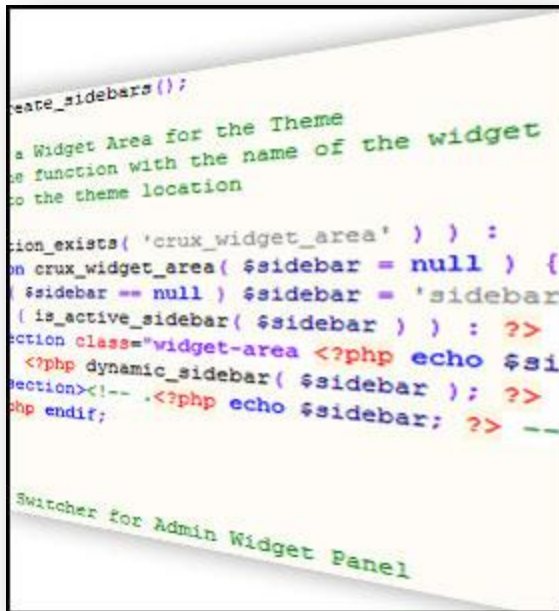 reate_sidebars();
a Widget Area for the Theme
e function with the name of the widget
to the theme location
tion_exists( 'crux_widget_area' ) ) :
on crux_widget_area( $sidebar = null ) {
( $sidebar == null ) $sidebar = 'sidebar
( is_active_sidebar( $sidebar ) ) : ?>
ection class="widget-area <?php echo $si
<?php dynamic_sidebar( $sidebar ); ?>
section><!-- .<?php echo $sidebar; ?> --
php endif;
Switcher for Admin Widget Panel